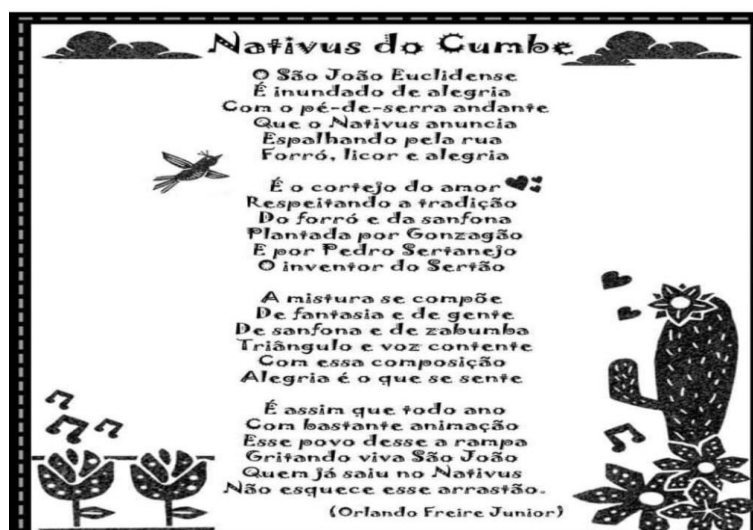 Nativus do Cumbe
O São João Euclidense
É inundado de alegria
Com o pé-de-serra andante
Que o Nativus anuncia
Espalhando pela rua
Forró, licor e alegria
É o cortejo do amor
Respeitando a tradição
Do forró e da sanfona
Plantada por Gonzagão
E por Pedro Sertanejo
O inventor do Sertão
A mistura se compõe
De fantasia e de gente
De sanfona e de zabumba
Triângulo e voz contente
Com essa composição
Alegria é o que se sente
É assim que todo ano
Com bastante animação
Esse povo desse a rampa
Gritando viva São João
Quem já saiu no Nativus
Não esquece esse arrastão.
(Orlando Freire Junior)